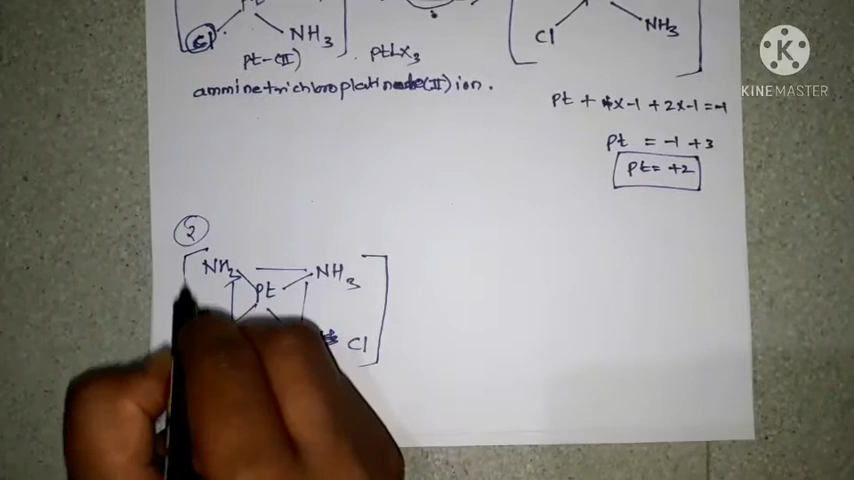 Cl NH3
Pt-(II) PtLX3
Cl NH3
amminetrichloroplatinate(II) ion.
Pt + 4x-1 + 2x-1 = -1
Pt = -1 +3
Pt = +2
2
NH3 NH3
Pt
Cl
K
KINEMASTER